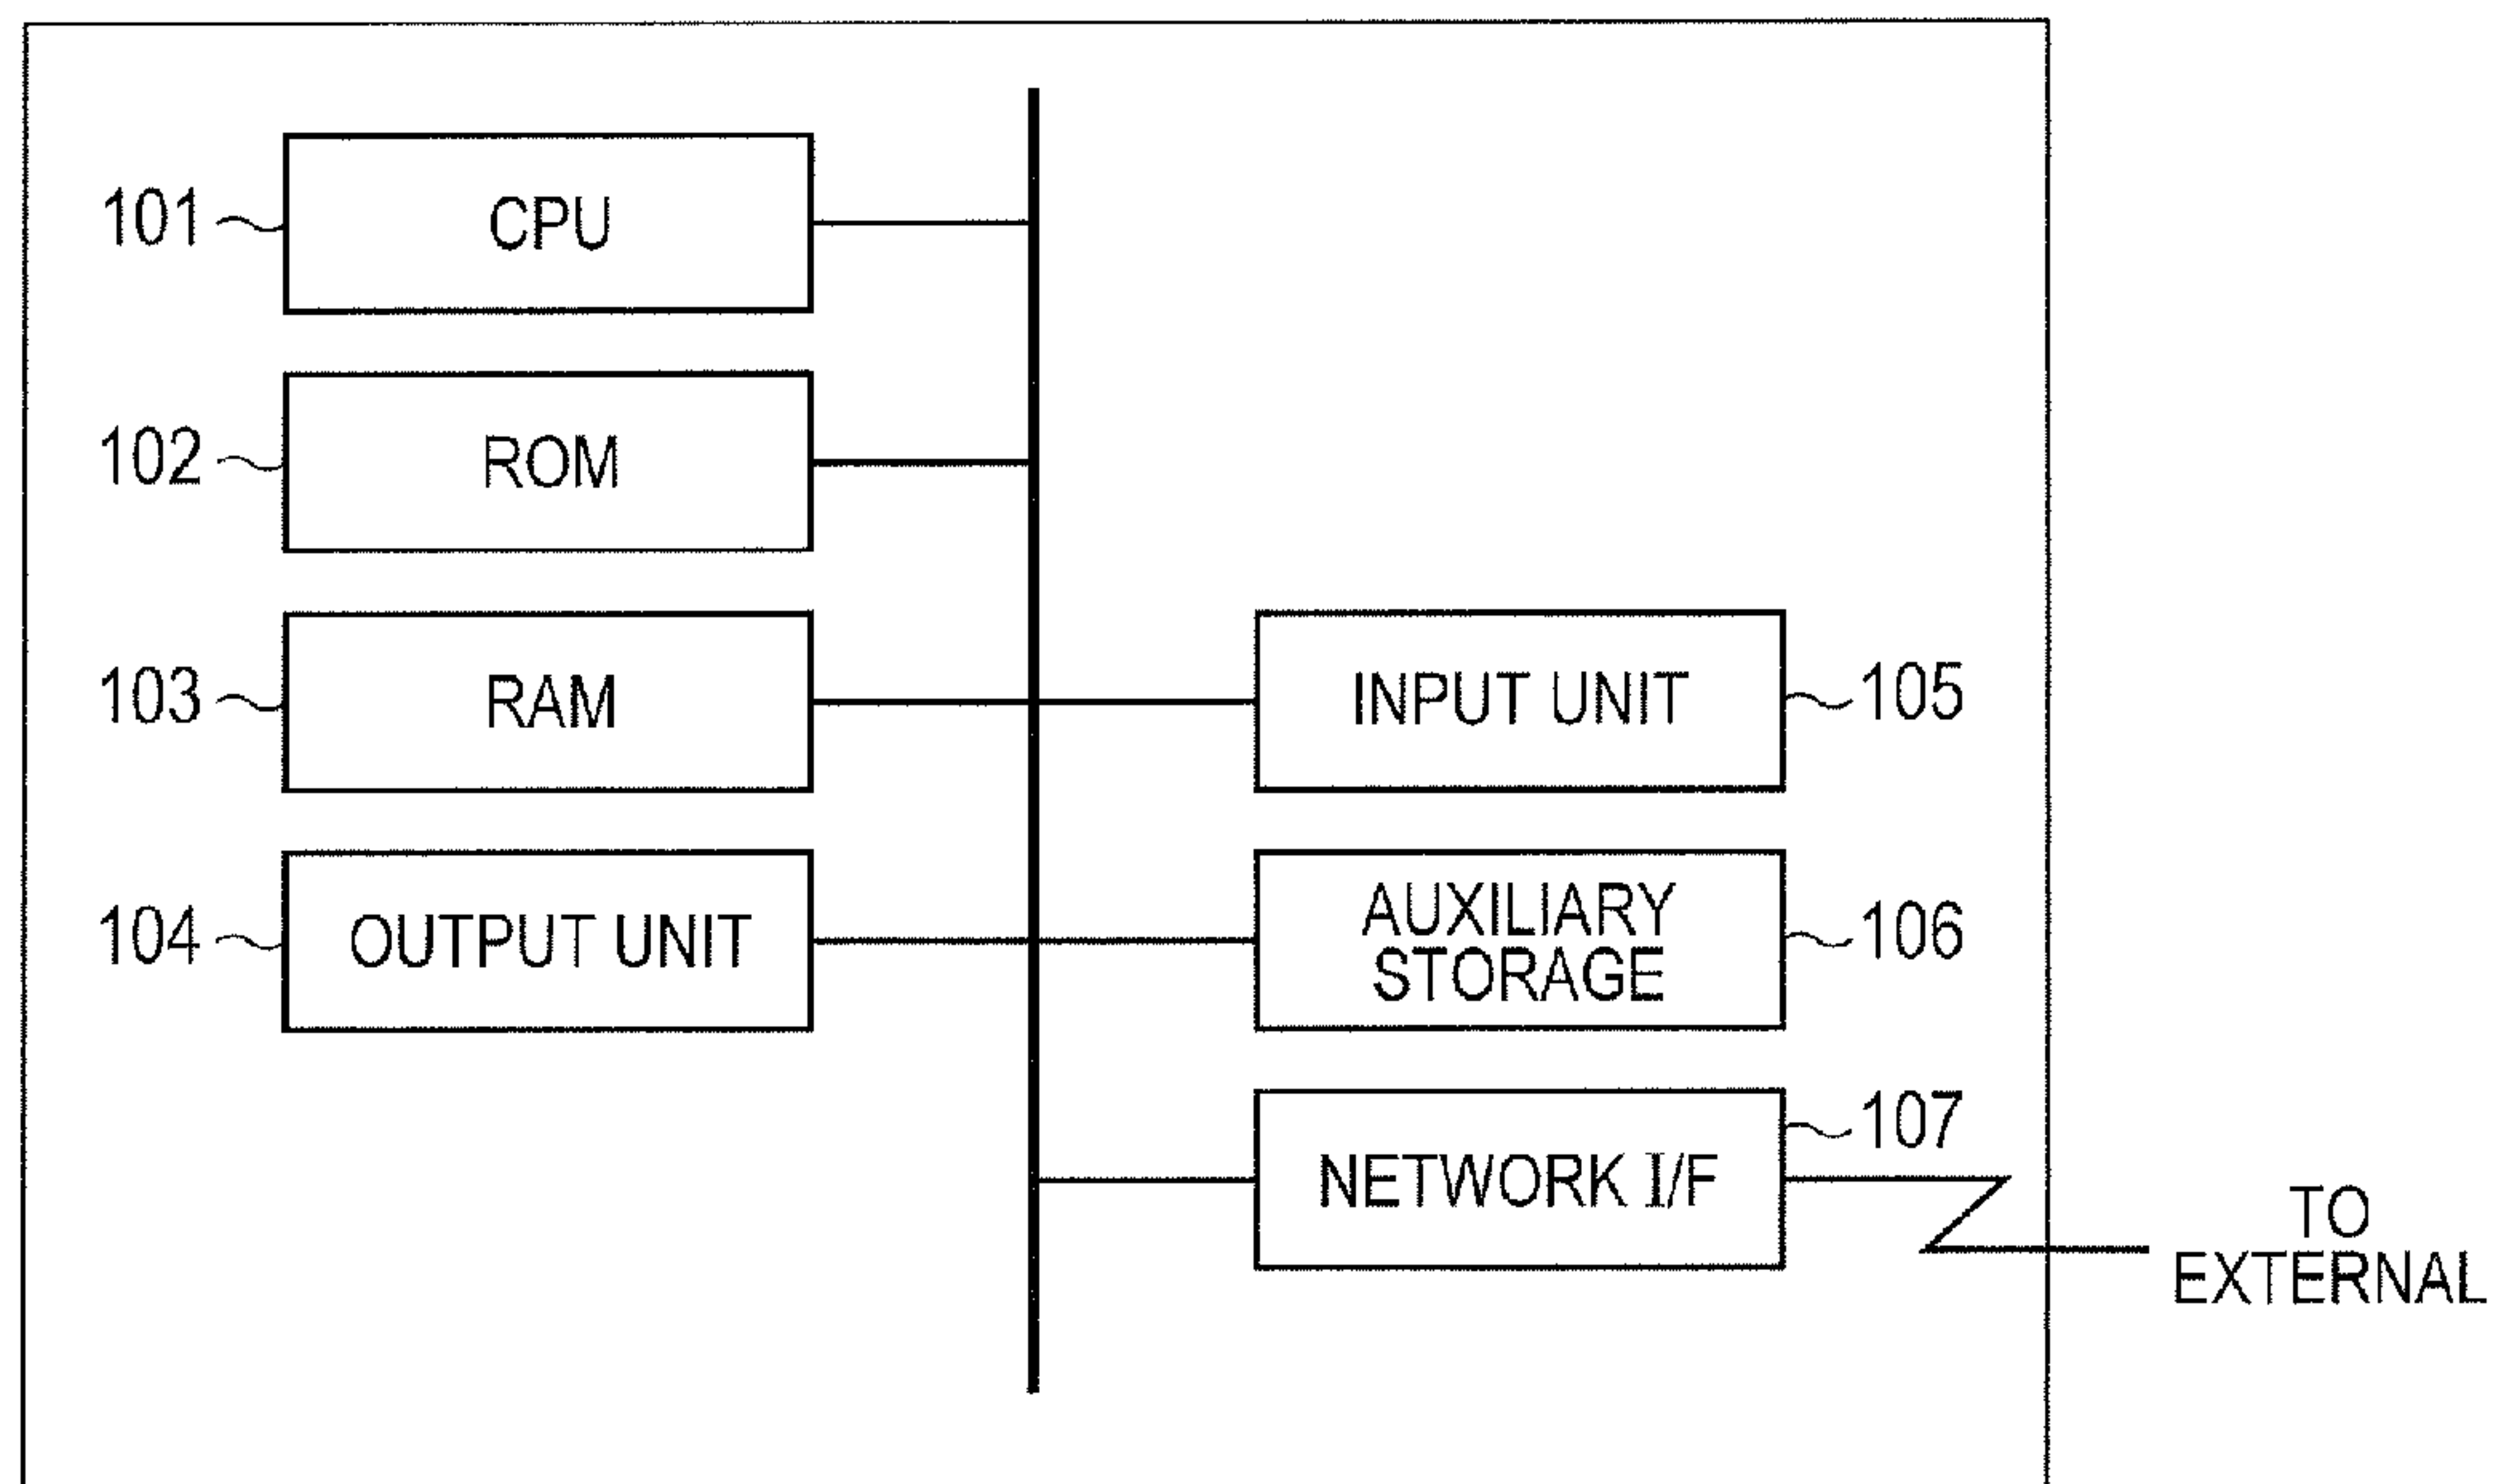 101
CPU
102
ROM
103
RAM
INPUT UNIT
105
104
OUTPUT UNIT
AUXILIARY
STORAGE
106
NETWORK I/F
107
TO
EXTERNAL